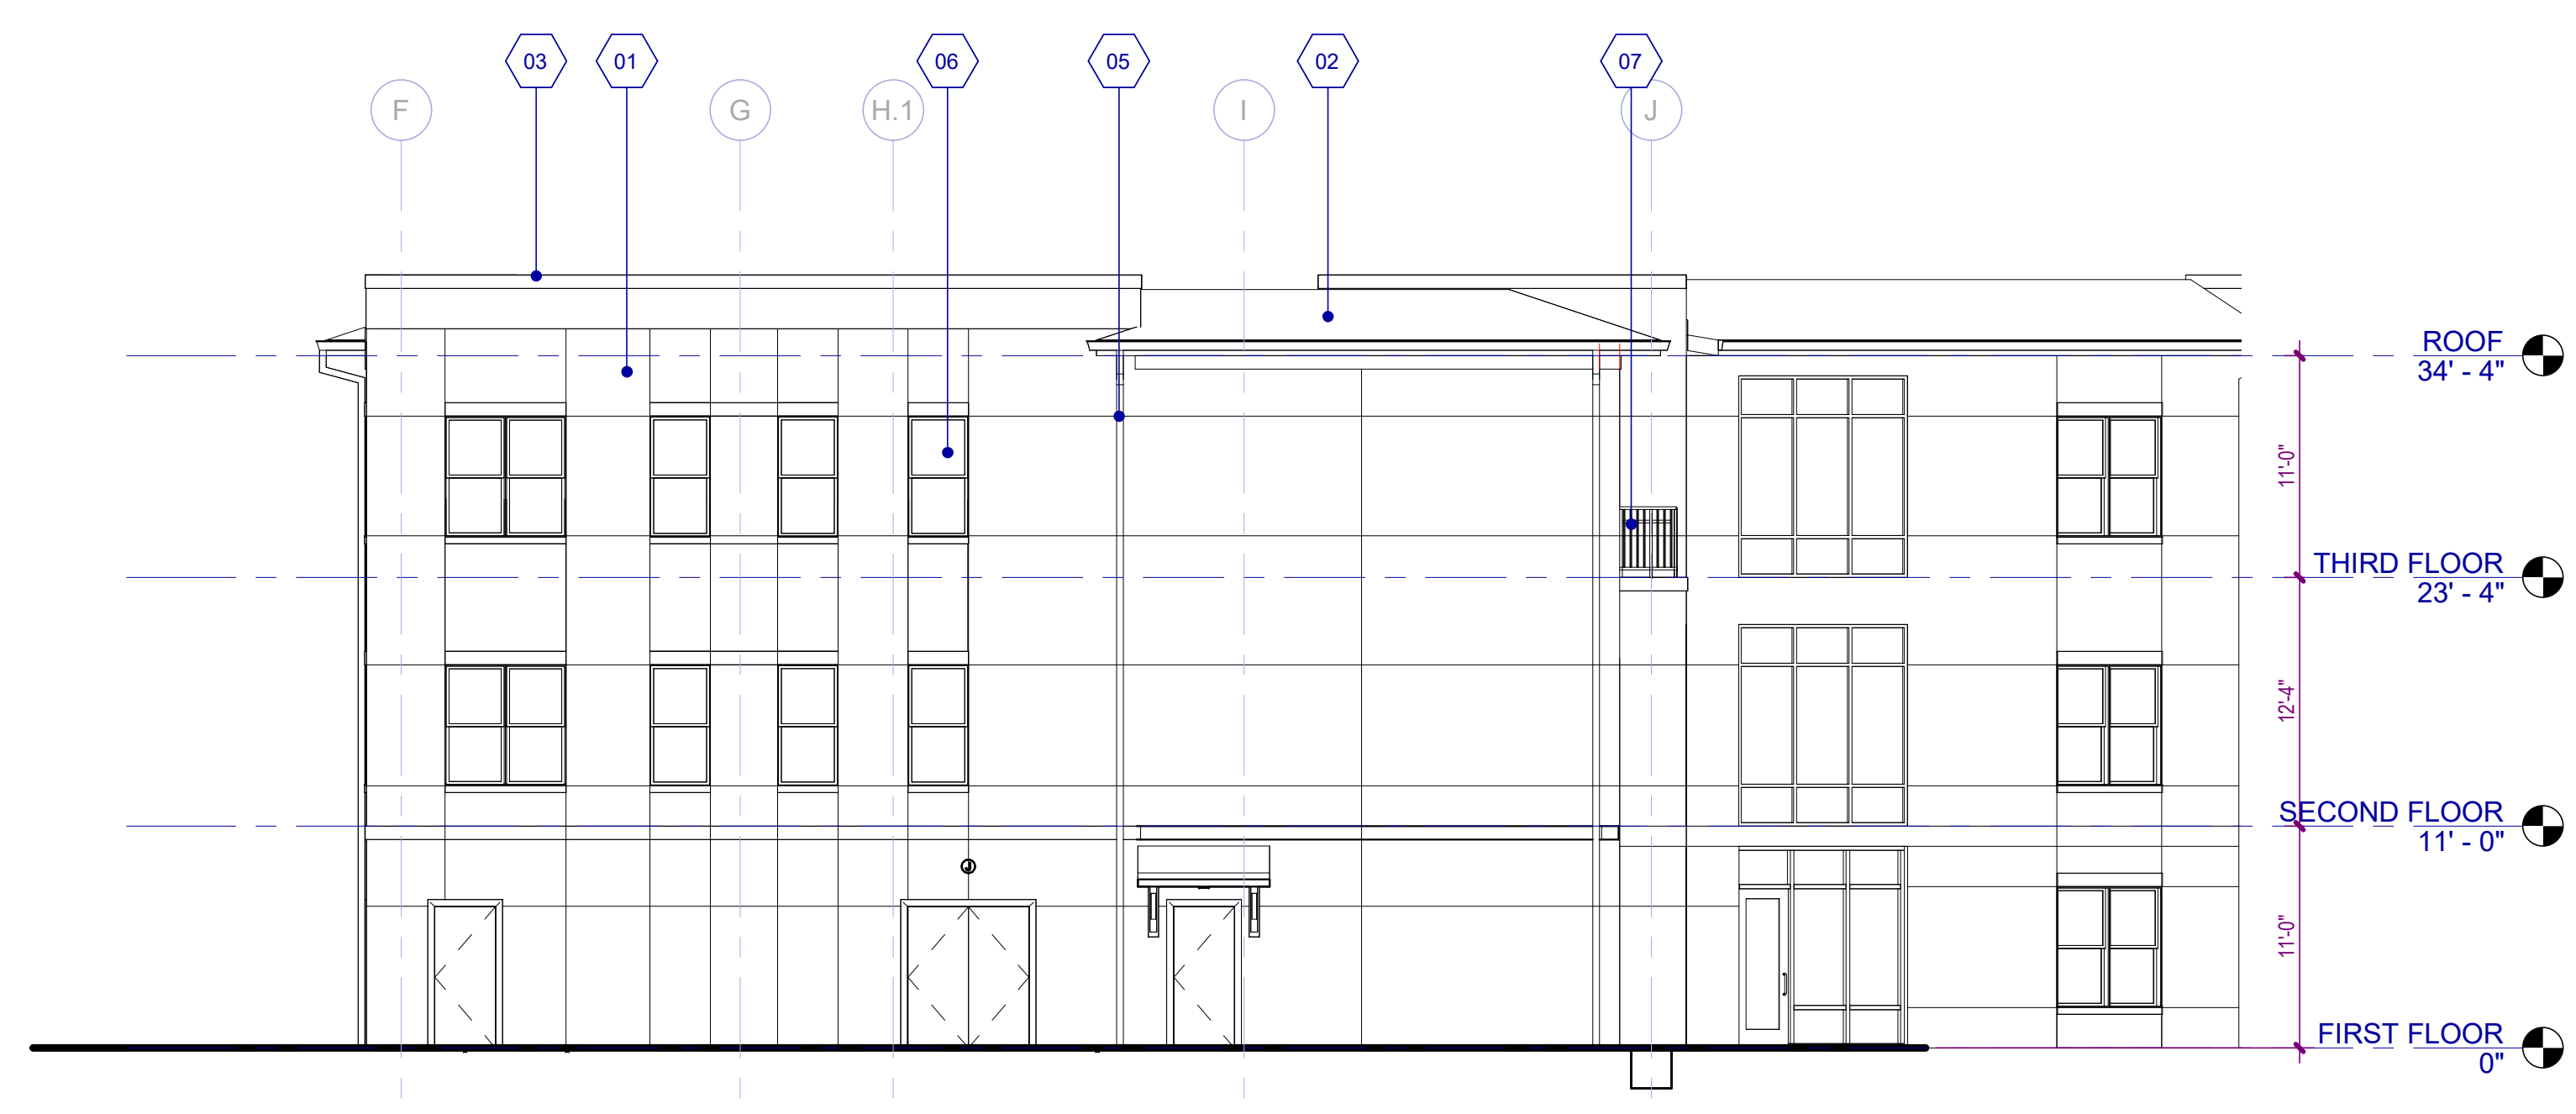 03
01
06
05
02
07
F
G
H.1
I
J
ROOF
34' - 4"
11'-0"
THIRD FLOOR
23' - 4"
12'-4"
SECOND FLOOR
11' - 0"
J
11'-0"
FIRST FLOOR
0"